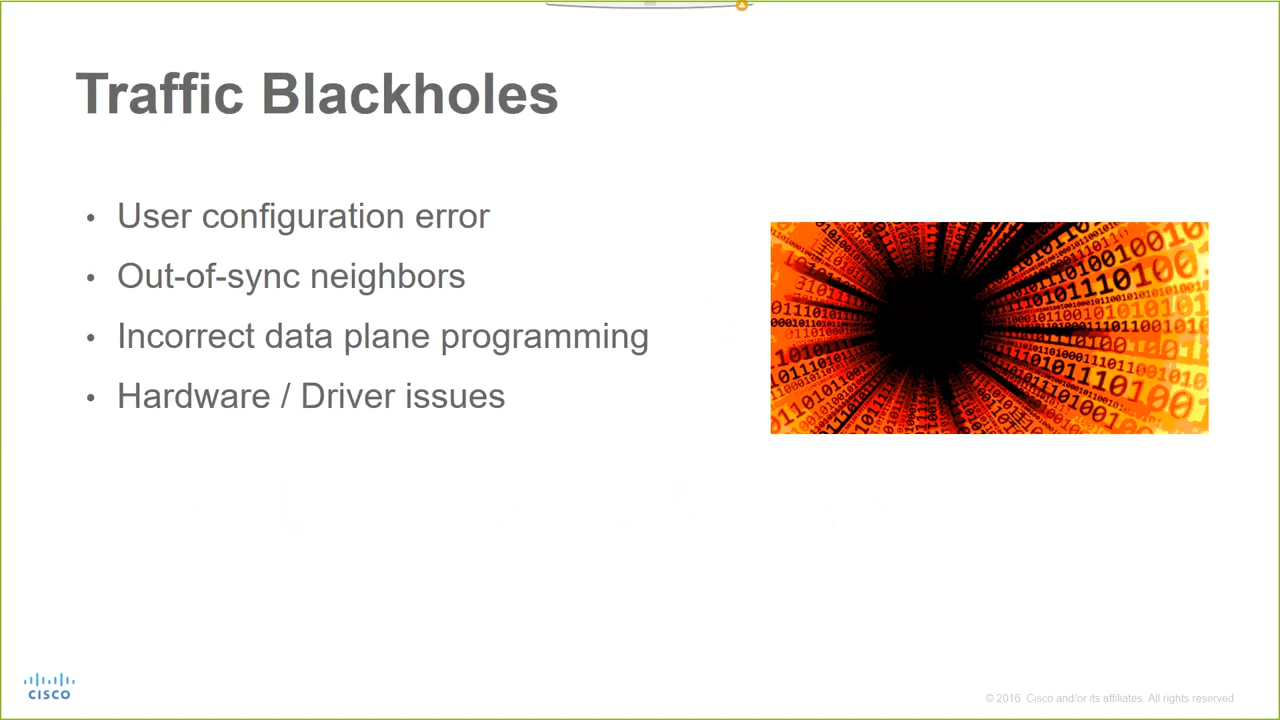 Traffic Blackholes
• User configuration error
• Out-of-sync neighbors
• Incorrect data plane programming
• Hardware / Driver issues
CISCO
© 2016 Cisco and/or its affiliates. All rights reserved.